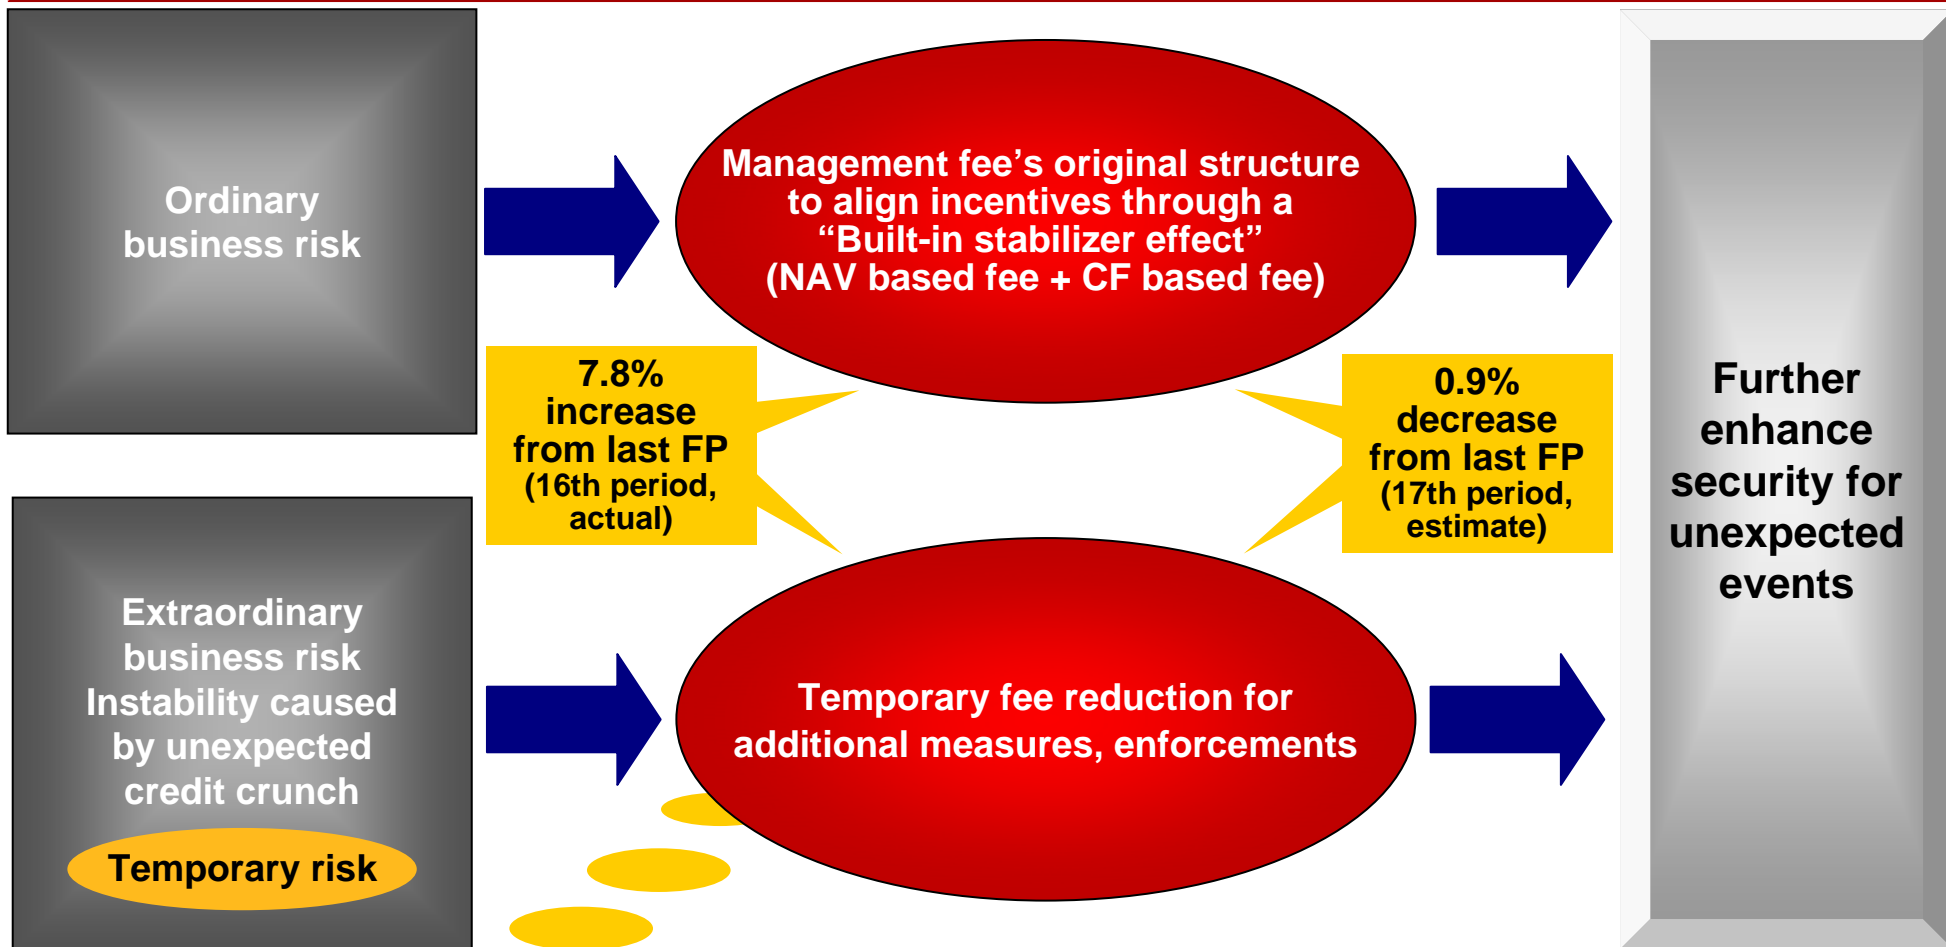 Ordinary
business risk
Management fee’s original structure
to align incentives through a
“Built-in stabilizer effect”
(NAV based fee + CF based fee)
7.8%
increase
from last FP
(16th period,
actual)
0.9%
decrease
from last FP
(17th period,
estimate)
Further
enhance
security for
unexpected
events
Extraordinary
business risk
Instability caused
by unexpected
credit crunch
Temporary risk
Temporary fee reduction for
additional measures, enforcements